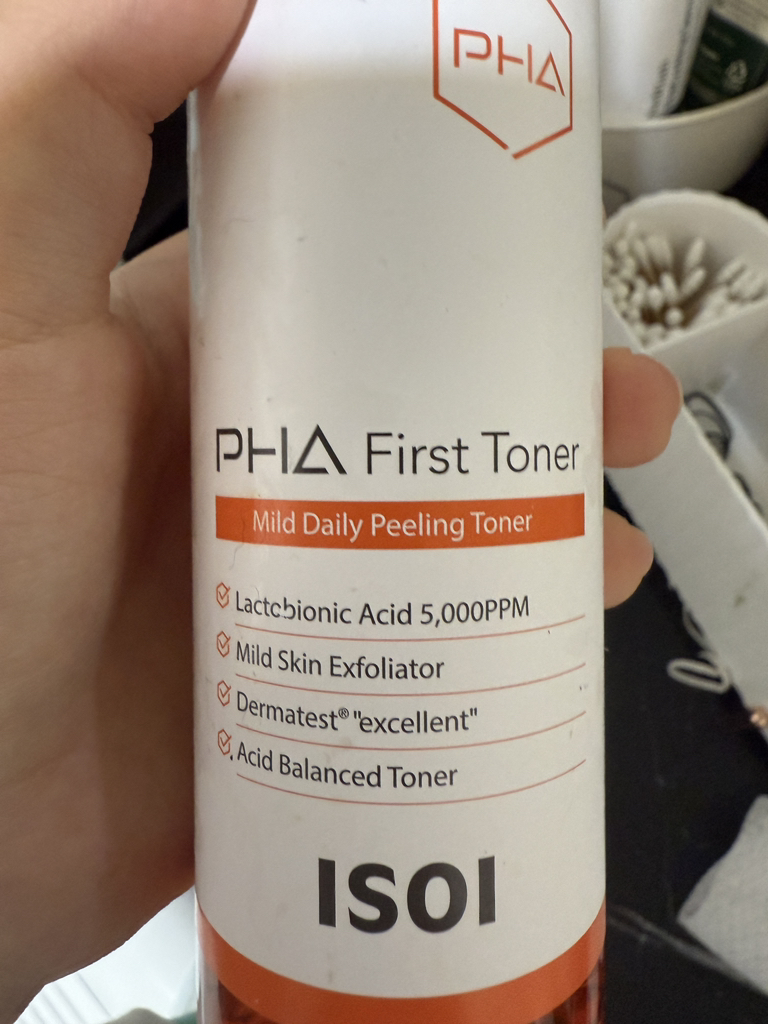 PHA
PHA First Toner
Mild Daily Peeling Toner
Lactobionic Acid 5,000PPM
Mild Skin Exfoliator
Dermatest® "excellent"
Acid Balanced Toner
ISOI